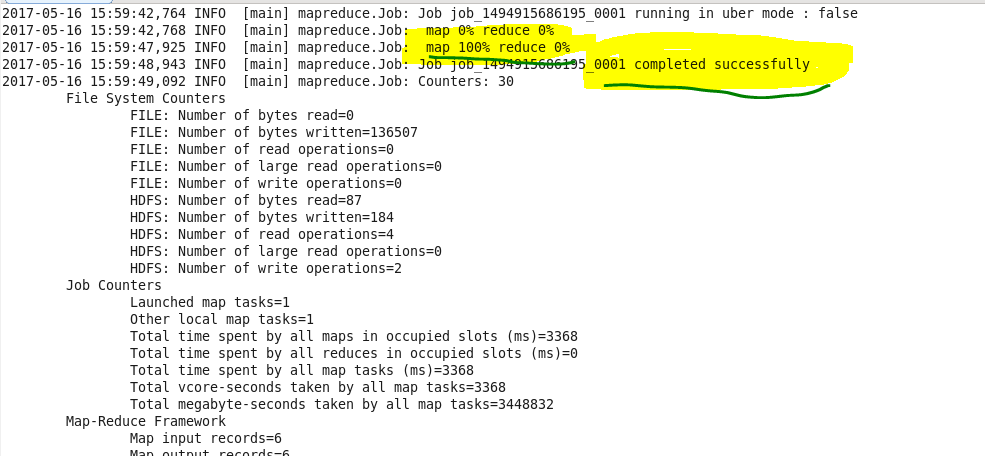 2017-05-16 15:59:42,764 INFO  [main] mapreduce.Job: Job job_1494915686195_0001 running in uber mode : false
2017-05-16 15:59:42,768 INFO  [main] mapreduce.Job:  map 0% reduce 0%
2017-05-16 15:59:47,925 INFO  [main] mapreduce.Job:  map 100% reduce 0%
2017-05-16 15:59:48,943 INFO  [main] mapreduce.Job: Job job_1494915686195_0001 completed successfully
2017-05-16 15:59:49,092 INFO  [main] mapreduce.Job: Counters: 30
File System Counters
FILE: Number of bytes read=0
FILE: Number of bytes written=136507
FILE: Number of read operations=0
FILE: Number of large read operations=0
FILE: Number of write operations=0
HDFS: Number of bytes read=87
HDFS: Number of bytes written=184
HDFS: Number of read operations=4
HDFS: Number of large read operations=0
HDFS: Number of write operations=2
Job Counters
Launched map tasks=1
Other local map tasks=1
Total time spent by all maps in occupied slots (ms)=3368
Total time spent by all reduces in occupied slots (ms)=0
Total time spent by all map tasks (ms)=3368
Total vcore-seconds taken by all map tasks=3368
Total megabyte-seconds taken by all map tasks=3448832
Map-Reduce Framework
Map input records=6
Map output records=6